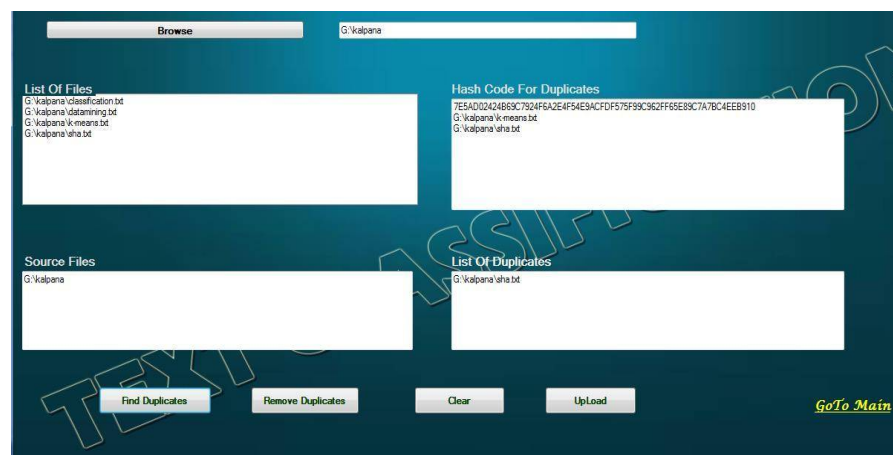 Browse
G:\kalpana
List Of Files
G:\kalpana\classification.txt
G:\kalpana\datamining.txt
G:\kalpana\k-means.txt
G:\kalpana\sha.txt
Hash Code For Duplicates
7E5AD02424B69C7924F6A2E4F54E9ACFDF575F99C962FF65E89C7A7BC4EEB910
G:\kalpana\k-means.txt
G:\kalpana\sha.txt
Source Files
G:\kalpana
List Of Duplicates
G:\kalpana\sha.txt
TEXT CLASSIFICATION
Find Duplicates
Remove Duplicates
Clear
UpLoad
GoTo Main